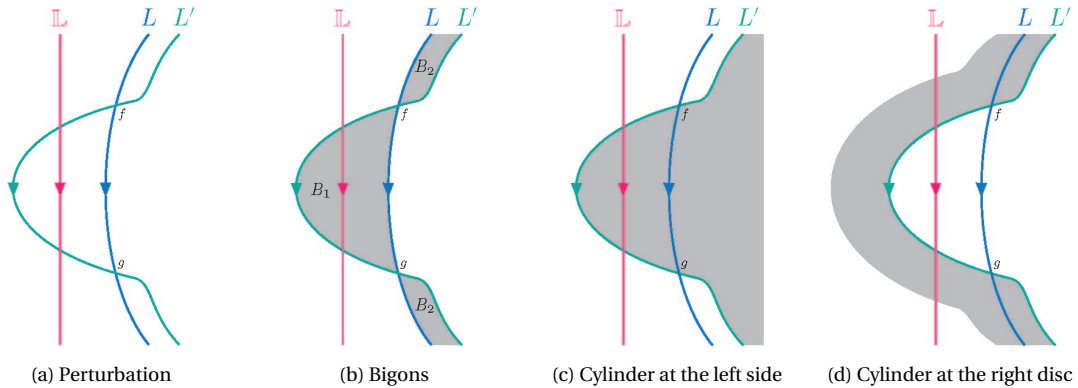 𝕃 L L′
f
g
(a) Perturbation
𝕃 L L′
B₂
f
B₁
g
B₂
(b) Bigons
𝕃 L L′
f
g
(c) Cylinder at the left side
𝕃 L L′
f
g
(d) Cylinder at the right disc